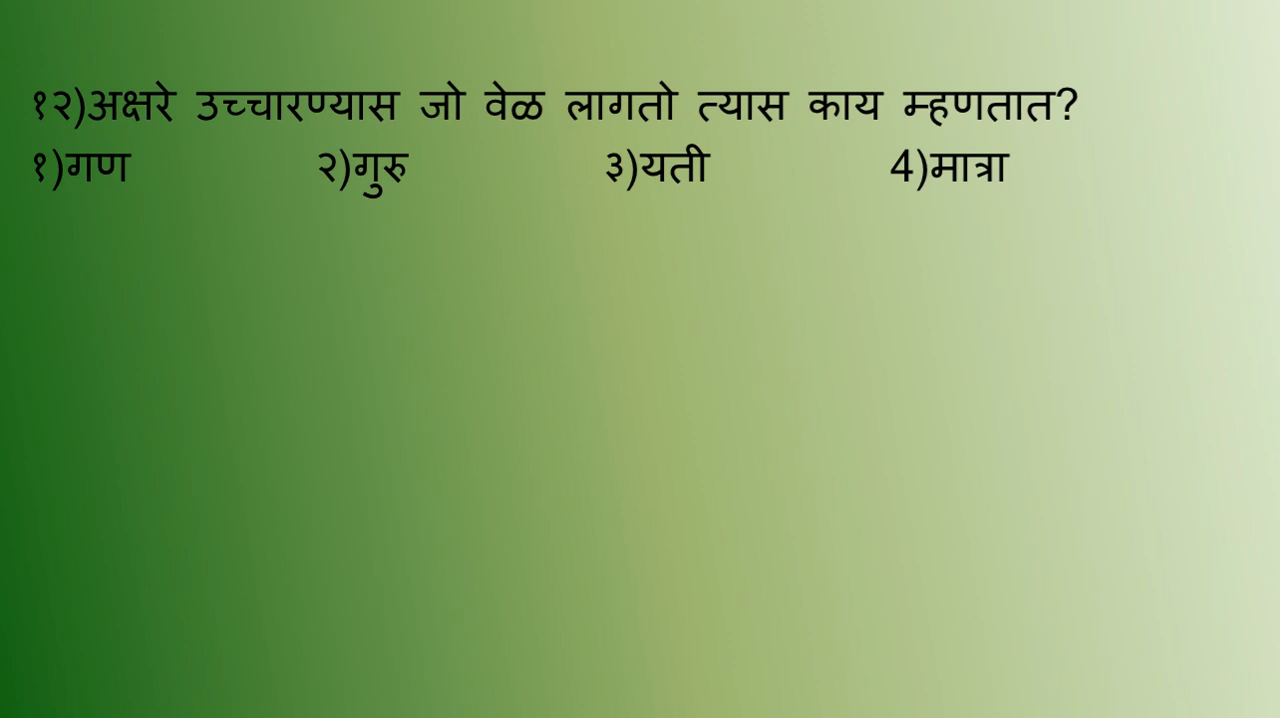 १२)अक्षरे उच्चारण्यास जो वेळ लागतो त्यास काय म्हणतात?
१)गण २)गुरु ३)यती 4)मात्रा